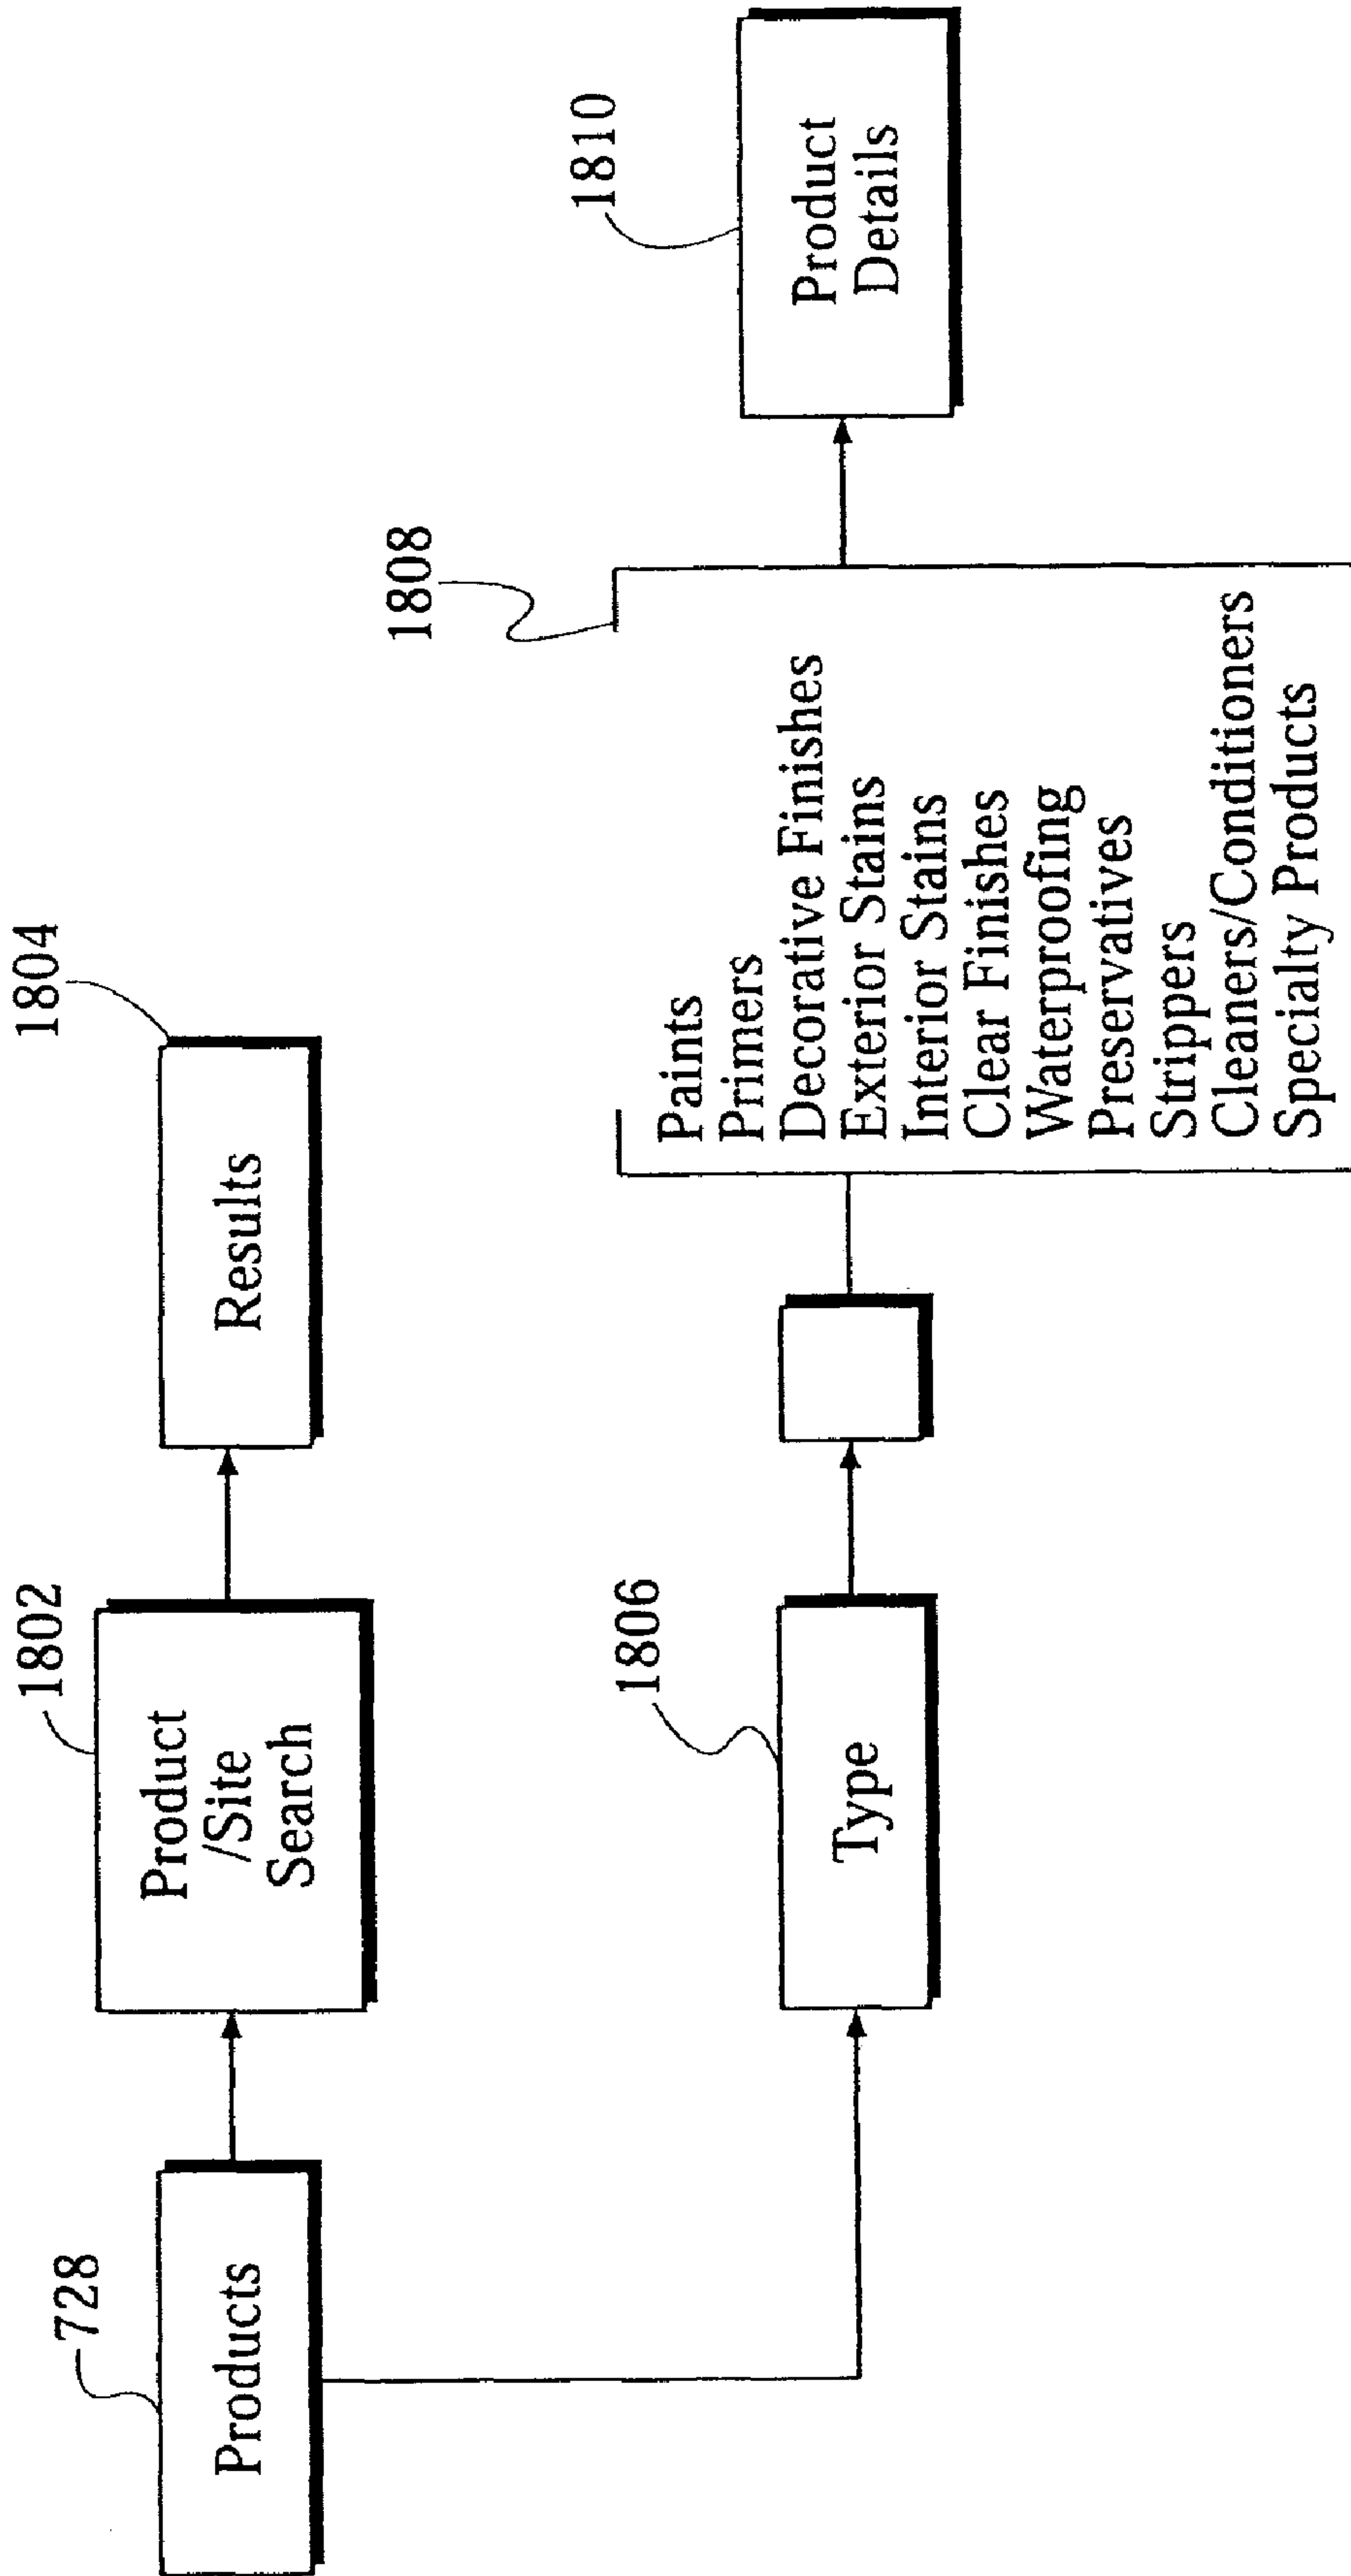 728
Products
1802
Product
/Site
Search
1804
Results
1806
Type
1808
Paints
Primers
Decorative Finishes
Exterior Stains
Interior Stains
Clear Finishes
Waterproofing
Preservatives
Strippers
Cleaners/Conditioners
Specialty Products
1810
Product
Details